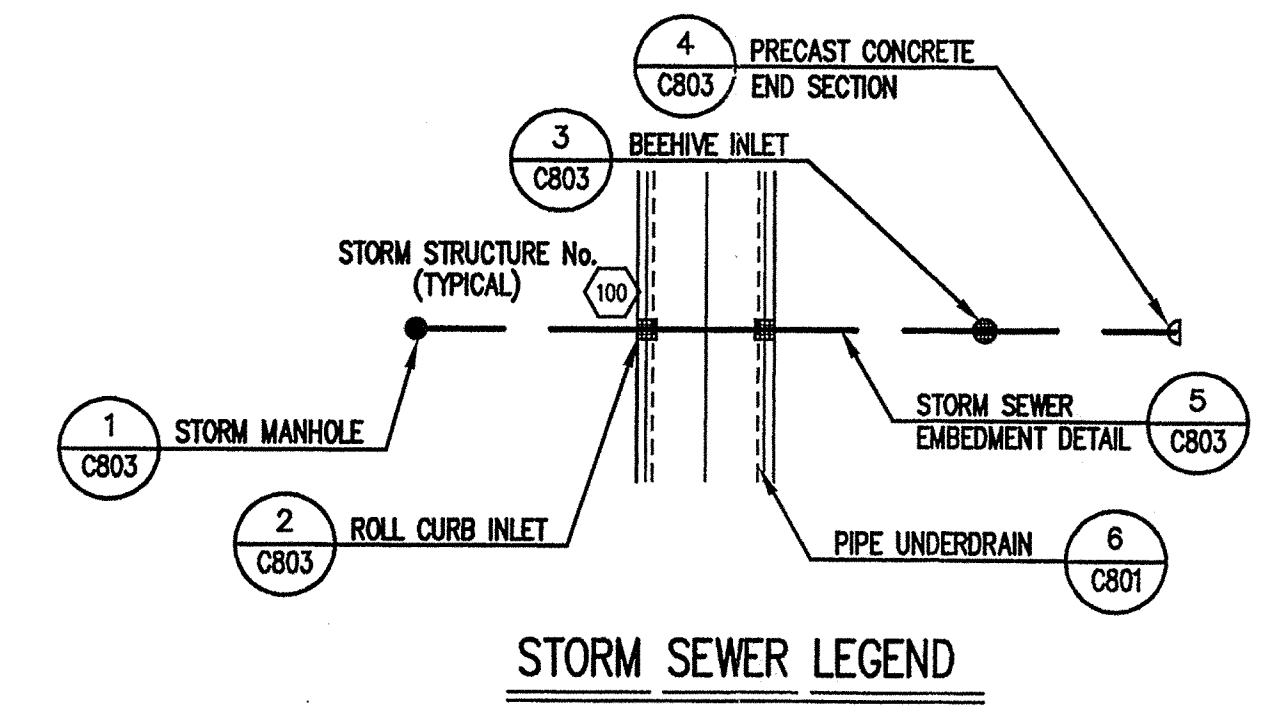 4
C803
PRECAST CONCRETE
END SECTION
3
C803
BEEHIVE INLET
STORM STRUCTURE No.
(TYPICAL)
100
1
C803
STORM MANHOLE
2
C803
ROLL CURB INLET
STORM SEWER
EMBEDMENT DETAIL
5
C803
PIPE UNDERDRAIN
6
C801
STORM SEWER LEGEND